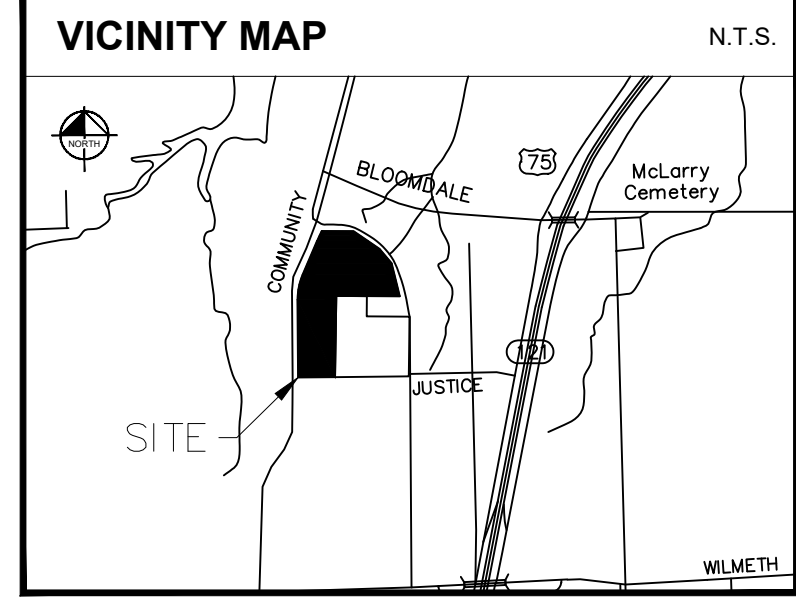 VICINITY MAP
N.T.S.
NORTH
75
BLOOMDALE
McLarry
Cemetery
COMMUNITY
121
JUSTICE
SITE
WILMETH